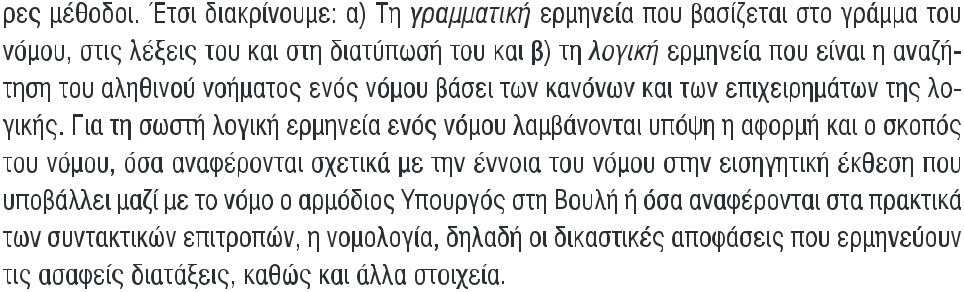 ρες μέθοδοι. Έτσι διακρίνουμε: α) Τη γραμματική ερμηνεία που βασίζεται στο γράμμα του
νόμου, στις λέξεις του και στη διατύπωσή του και β) τη λογική ερμηνεία που είναι η αναζή-
τηση του αληθινού νοήματος ενός νόμου βάσει των κανόνων και των επιχειρημάτων της λο-
γικής. Για τη σωστή λογική ερμηνεία ενός νόμου λαμβάνονται υπόψη η αφορμή και ο σκοπός
του νόμου, όσα αναφέρονται σχετικά με την έννοια του νόμου στην εισηγητική έκθεση που
υποβάλλει μαζί με το νόμο ο αρμόδιος Υπουργός στη Βουλή ή όσα αναφέρονται στα πρακτικά
των συντακτικών επιτροπών, η νομολογία, δηλαδή οι δικαστικές αποφάσεις που ερμηνεύουν
τις ασαφείς διατάξεις, καθώς και άλλα στοιχεία.